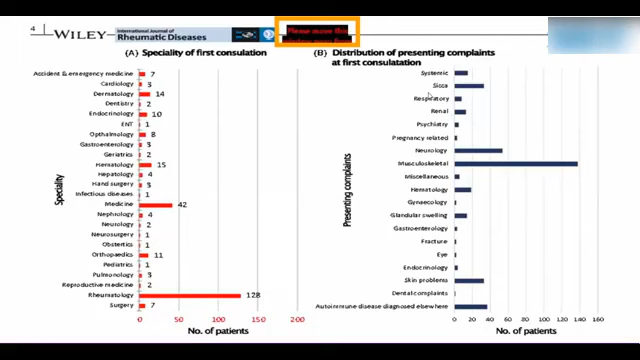 4
WILEY
International Journal of
Rheumatic Diseases
Please move this
(A) Speciality of first consulation
(B) Distribution of presenting complaints
at first consulatation
Accident & emergency medicine 7
Cardiology 3
Dermatology 14
Dentistry 2
Endocrinology 10
ENT 1
Opthalmology 8
Gastroenterology 3
Geriatrics 2
Hematology 15
Hepatology 4
Hand surgery 3
Infectious diseases 1
Medicine 42
Nephrology 4
Neurology 2
Neurosurgery 1
Obstertics 1
Orthopaedics 11
Pediatrics 1
Pulmonology 3
Reproductive medicine 2
Rheumatology 128
Surgery 7
Speciality
0 50 100 150 200
No. of patients
Systemic
Sicca
Respiratory
Renal
Psychiatry
Pregnancy related
Neurology
Musculoskeletal
Miscellaneous
Hematology
Gynaecology
Glandular swelling
Gastroenterology
Fracture
Eye
Endocrinology
Skin problems
Dental complaints
Autoimmune disease diagnosed elsewhere
Presenting complaints
0 20 40 60 80 100 120 140 160
No. of patients